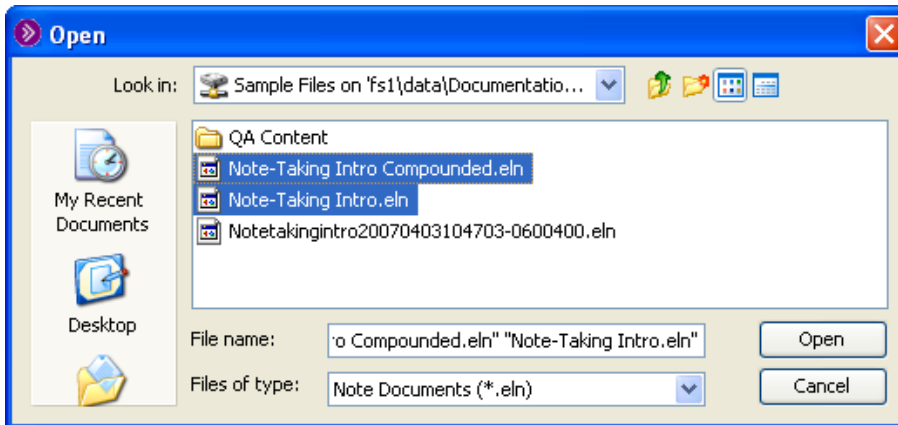 Open
Look in: Sample Files on 'fs1\data\Documentatio...
My Recent
Documents
Desktop
QA Content
Note-Taking Intro Compounded.eln
Note-Taking Intro.eln
Notetakingintro20070403104703-0600400.eln
File name: o Compounded.eln" "Note-Taking Intro.eln" Open
Files of type: Note Documents (*.eln) Cancel